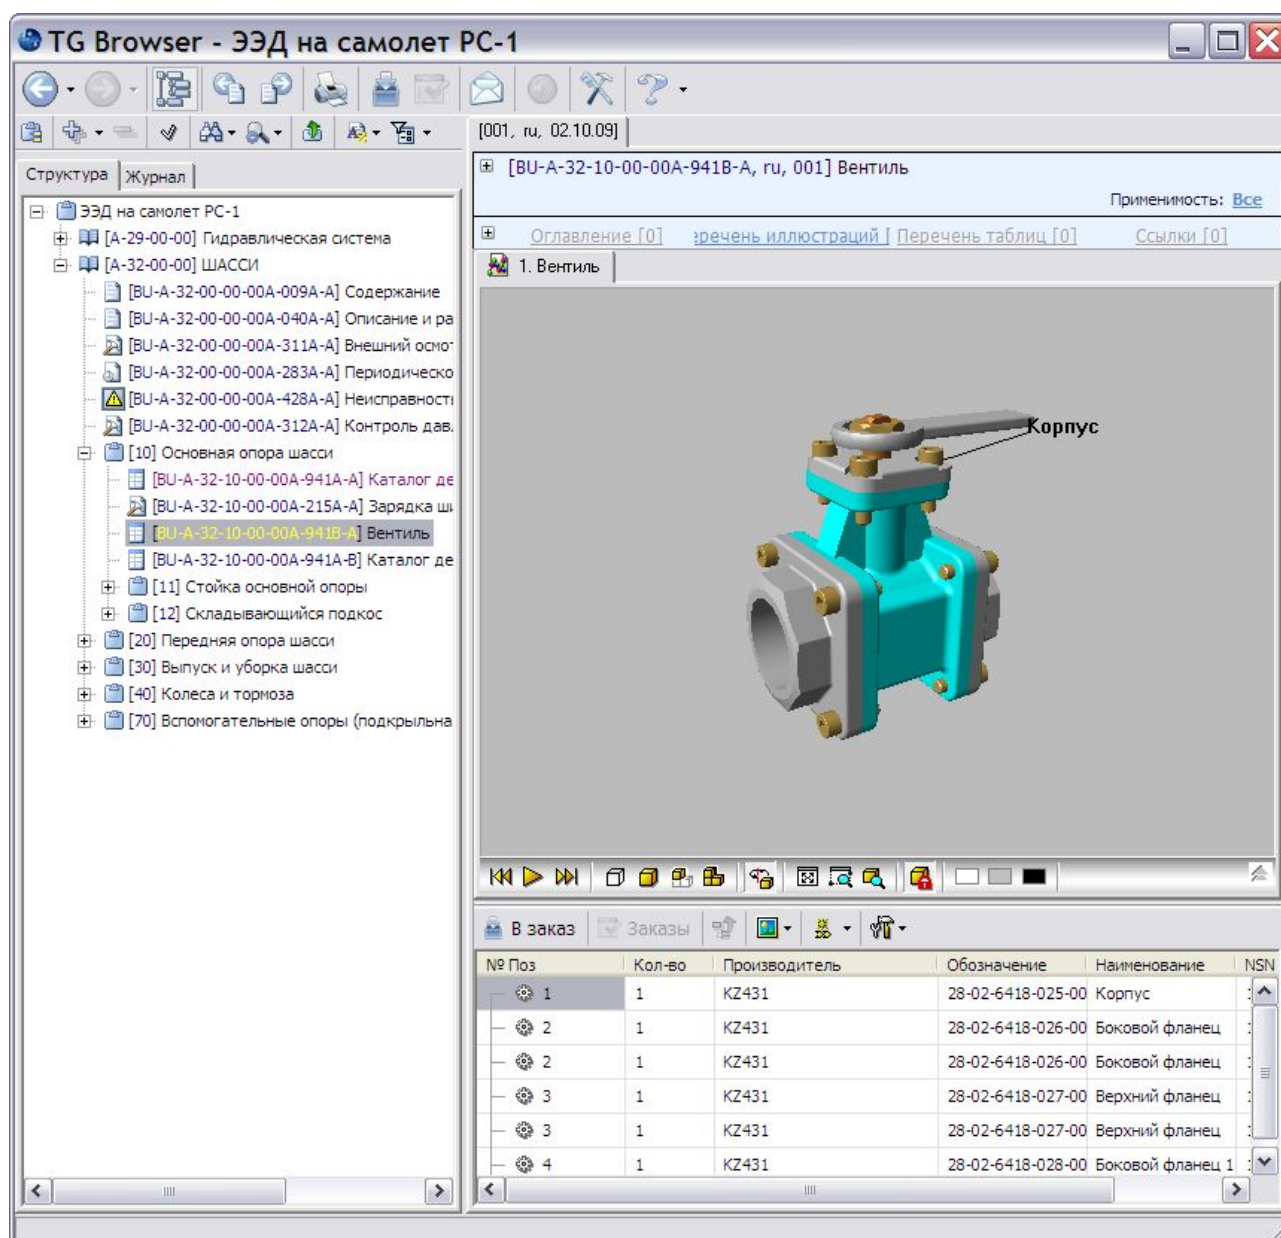 TG Browser - ЭЭД на самолет РС-1
[001, ru, 02.10.09]
Структура Журнал
[BU-A-32-10-00-00A-941B-A, ru, 001] Вентиль
Применимость: Все
Оглавление [0] речень иллюстраций [ Перечень таблиц [0] Ссылки [0]
1. Вентиль
ЭЭД на самолет РС-1
[A-29-00-00] Гидравлическая система
[A-32-00-00] ШАССИ
[BU-A-32-00-00-00A-009A-A] Содержание
[BU-A-32-00-00-00A-040A-A] Описание и ра
[BU-A-32-00-00-00A-311A-A] Внешний осмот
[BU-A-32-00-00-00A-283A-A] Периодическо
[BU-A-32-00-00-00A-428A-A] Неисправност
[BU-A-32-00-00-00A-312A-A] Контроль дав
[10] Основная опора шасси
[BU-A-32-10-00-00A-941A-A] Каталог де
[BU-A-32-10-00-00A-215A-A] Зарядка ш
[BU-A-32-10-00-00A-941B-A] Вентиль
[BU-A-32-10-00-00A-941A-B] Каталог де
[11] Стойка основной опоры
[12] Складывающийся подкос
[20] Передняя опора шасси
[30] Выпуск и уборка шасси
[40] Колеса и тормоза
[70] Вспомогательные опоры (подкрыльна
Корпус
В заказ Заказы
№ Поз Кол-во Производитель Обозначение Наименование NSN
1 1 KZ431 28-02-6418-025-00 Корпус
2 1 KZ431 28-02-6418-026-00 Боковой фланец
2 1 KZ431 28-02-6418-026-00 Боковой фланец
3 1 KZ431 28-02-6418-027-00 Верхний фланец
3 1 KZ431 28-02-6418-027-00 Верхний фланец
4 1 KZ431 28-02-6418-028-00 Боковой фланец 1